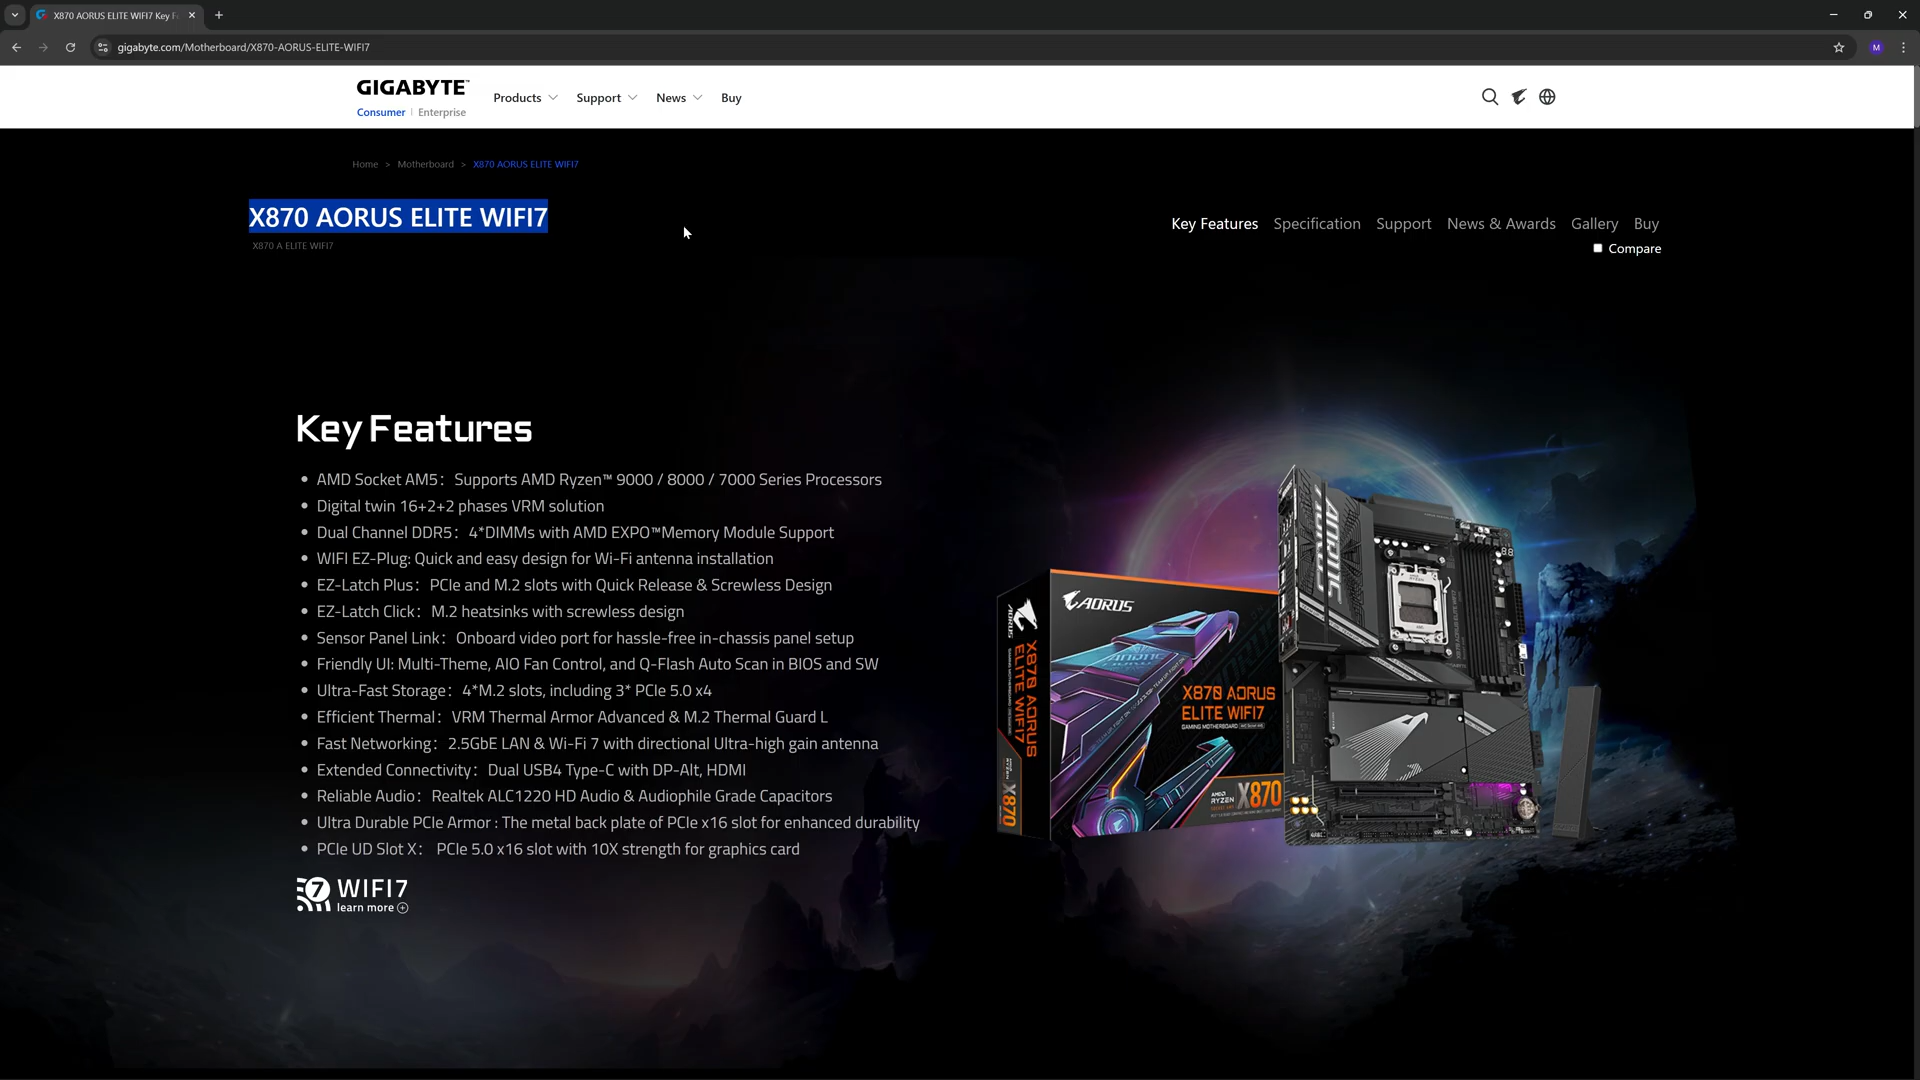 X870 AORUS ELITE WIFI7 Key F
gigabyte.com/Motherboard/X870-AORUS-ELITE-WIFI7
M
GIGABYTE™
Consumer | Enterprise
Products
Support
News
Buy
Home > Motherboard > X870 AORUS ELITE WIFI7
X870 AORUS ELITE WIFI7
X870 A ELITE WIFI7
Key Features
Specification
Support
News & Awards
Gallery
Buy
Compare
Key Features
AMD Socket AM5：Supports AMD Ryzen™ 9000 / 8000 / 7000 Series Processors
Digital twin 16+2+2 phases VRM solution
Dual Channel DDR5：4*DIMMs with AMD EXPO™Memory Module Support
WIFI EZ-Plug: Quick and easy design for Wi-Fi antenna installation
EZ-Latch Plus：PCIe and M.2 slots with Quick Release & Screwless Design
EZ-Latch Click：M.2 heatsinks with screwless design
Sensor Panel Link：Onboard video port for hassle-free in-chassis panel setup
Friendly UI: Multi-Theme, AIO Fan Control, and Q-Flash Auto Scan in BIOS and SW
Ultra-Fast Storage：4*M.2 slots, including 3* PCIe 5.0 x4
Efficient Thermal：VRM Thermal Armor Advanced & M.2 Thermal Guard L
Fast Networking：2.5GbE LAN & Wi-Fi 7 with directional Ultra-high gain antenna
Extended Connectivity：Dual USB4 Type-C with DP-Alt, HDMI
Reliable Audio：Realtek ALC1220 HD Audio & Audiophile Grade Capacitors
Ultra Durable PCIe Armor : The metal back plate of PCIe x16 slot for enhanced durability
PCIe UD Slot X： PCIe 5.0 x16 slot with 10X strength for graphics card
7 WIFI7
learn more
AORUS
X870 AORUS
ELITE WIFI7
X870
AORUS
X870 AORUS
ELITE WIFI7
GAMING MOTHERBOARD
AMD
RYZEN
X870
AORUS
88